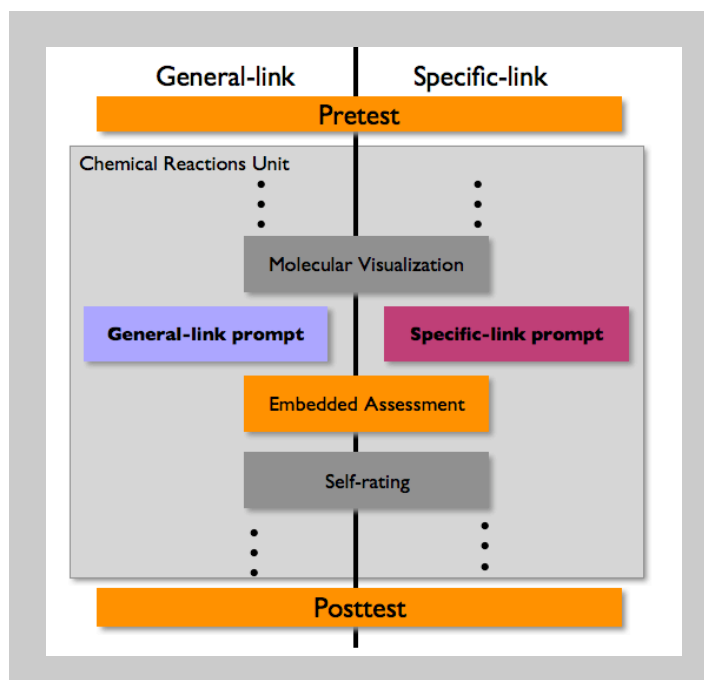 General-link
Specific-link
Pretest
Chemical Reactions Unit
Molecular Visualization
General-link prompt
Specific-link prompt
Embedded Assessment
Self-rating
Posttest